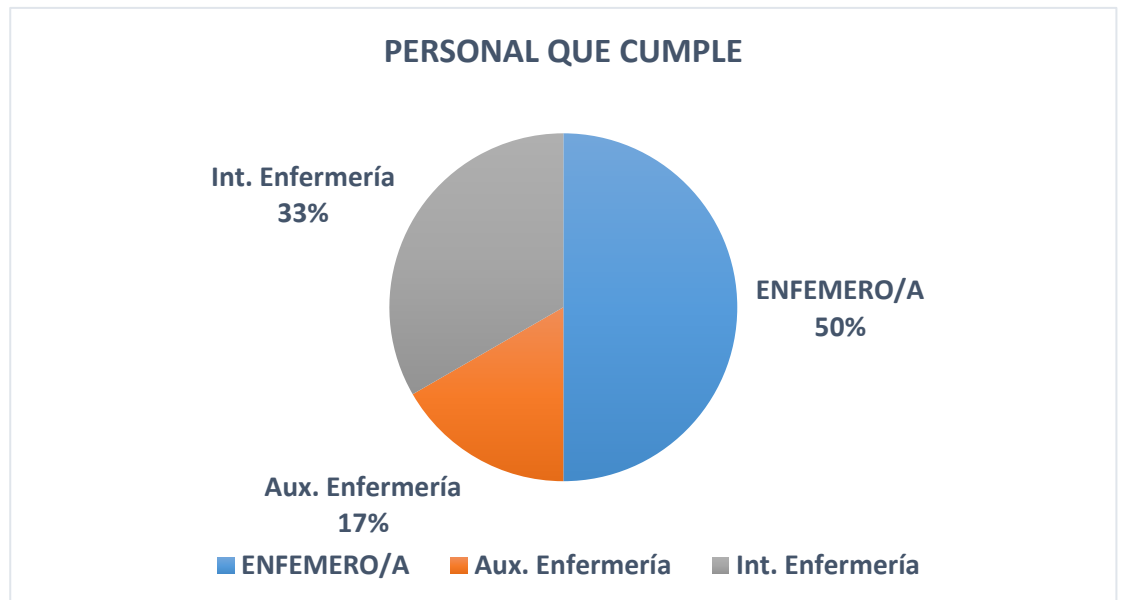 PERSONAL QUE CUMPLE
Int. Enfermería
33%
ENFEMERO/A
50%
Aux. Enfermería
17%
ENFEMERO/A Aux. Enfermería Int. Enfermería